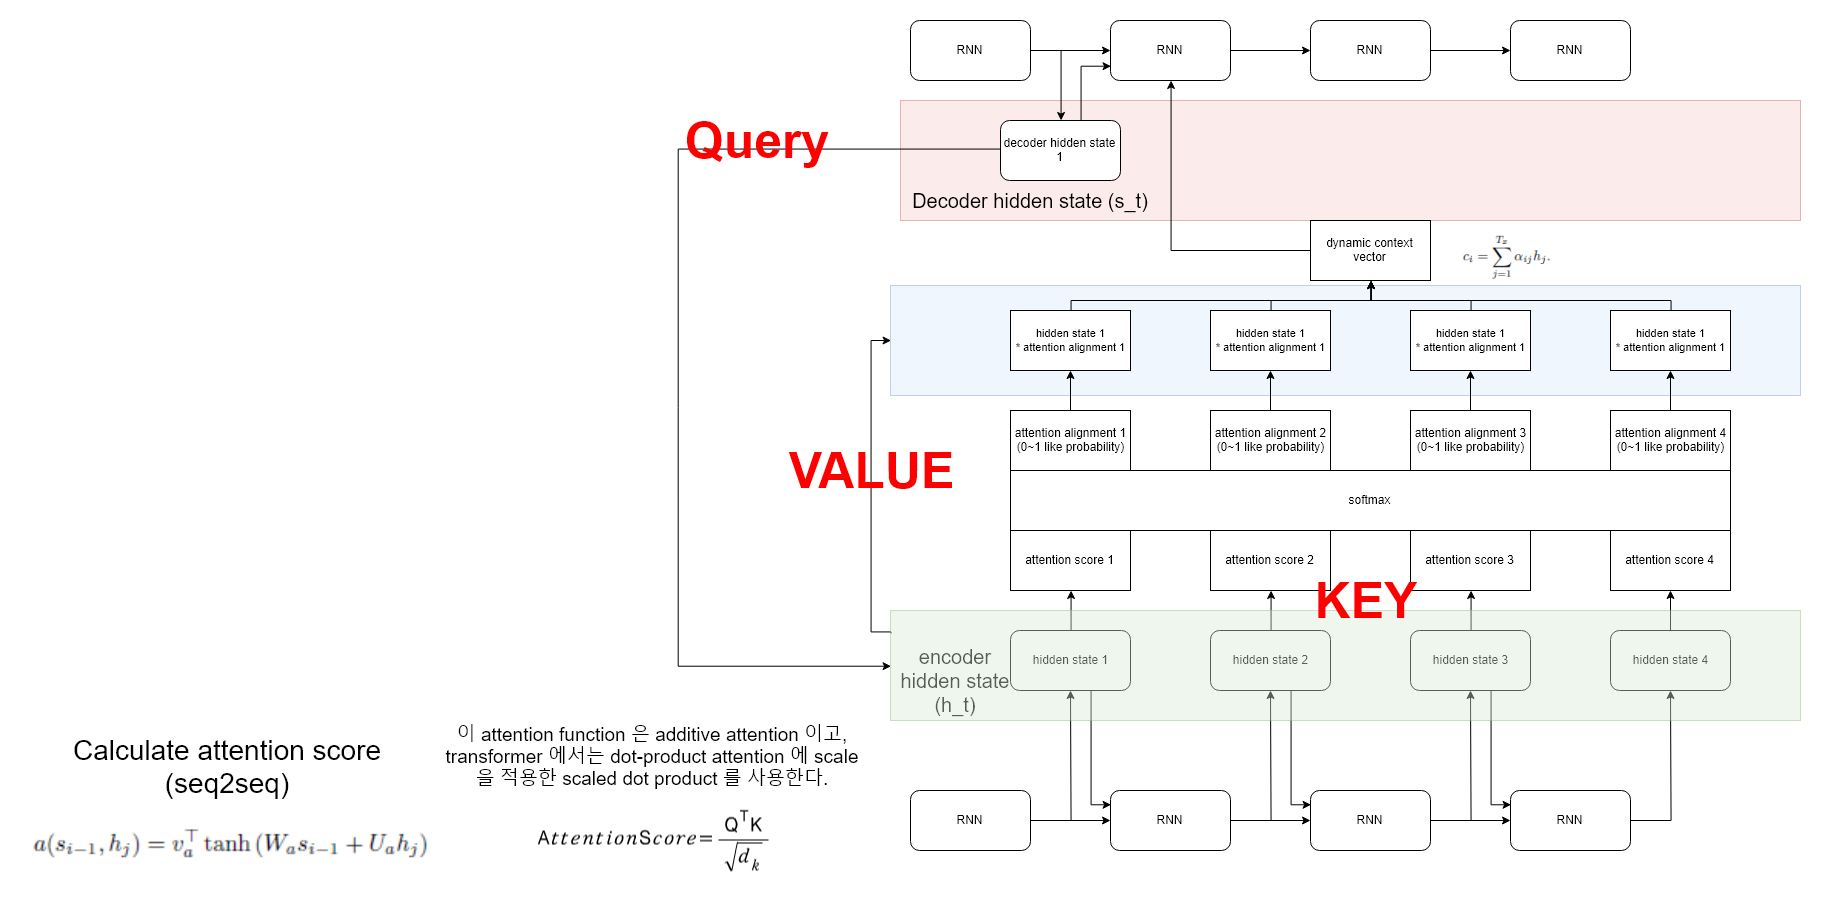 RNN
RNN
RNN
RNN
Query
decoder hidden state
1
Decoder hidden state (s_t)
dynamic context
vector
c_i = \sum_{j=1}^{T_x} α_{ij} h_j.
hidden state 1
* attention alignment 1
hidden state 1
* attention alignment 1
hidden state 1
* attention alignment 1
hidden state 1
* attention alignment 1
attention alignment 1
(0~1 like probability)
attention alignment 2
(0~1 like probability)
attention alignment 3
(0~1 like probability)
attention alignment 4
(0~1 like probability)
VALUE
softmax
attention score 1
attention score 2
attention score 3
attention score 4
KEY
encoder
hidden state
(h_t)
hidden state 1
hidden state 2
hidden state 3
hidden state 4
Calculate attention score
(seq2seq)
a(s_{i-1}, h_j) = v_a^⊤ tanh (W_a s_{i-1} + U_a h_j)
이 attention function 은 additive attention 이고,
transformer 에서는 dot-product attention 에 scale
을 적용한 scaled dot product 를 사용한다.
AttentionScore = \frac{Q^T K}{\sqrt{d_k}}
RNN
RNN
RNN
RNN